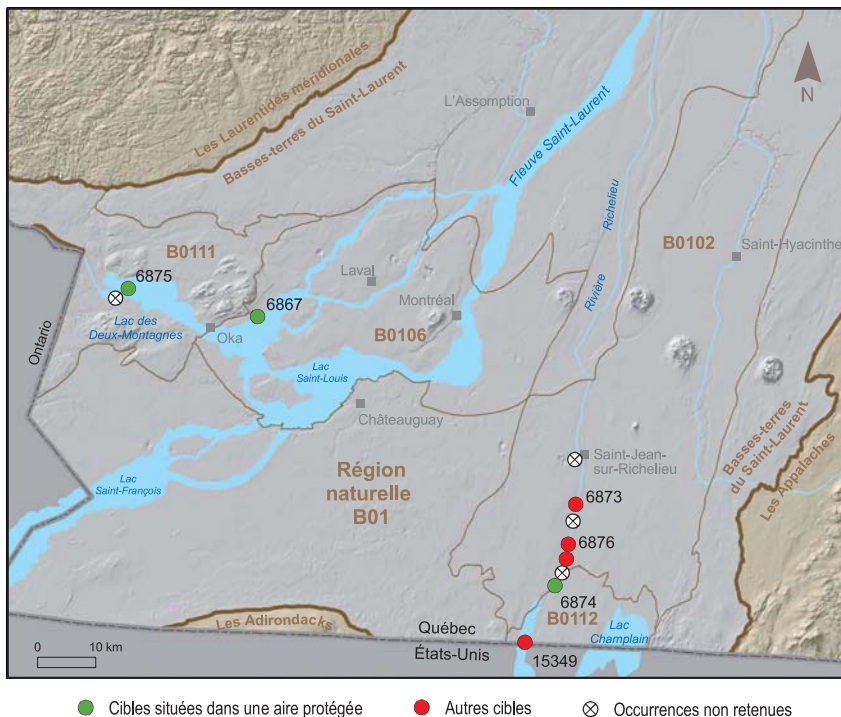 Les Laurentides méridionales
Basses-terres du Saint-Laurent
L'Assomption
Fleuve Saint-Laurent
N
Richelieu
Rivière
B0102
Saint-Hyacinthe
B0111
6875
6867
Laval
Montréal
Lac des
Deux-Montagnes
Oka
B0106
Ontario
Lac
Saint-Louis
Châteauguay
Lac
Saint-François
Région
naturelle
B01
Saint-Jean-
sur-Richelieu
Basses-terres
du Saint-Laurent
Les Appalaches
6873
6876
6874
B0112
Les Adirondacks
Québec
États-Unis
Lac
Champlain
15349
0 10 km
Cibles situées dans une aire protégée
Autres cibles
Occurrences non retenues